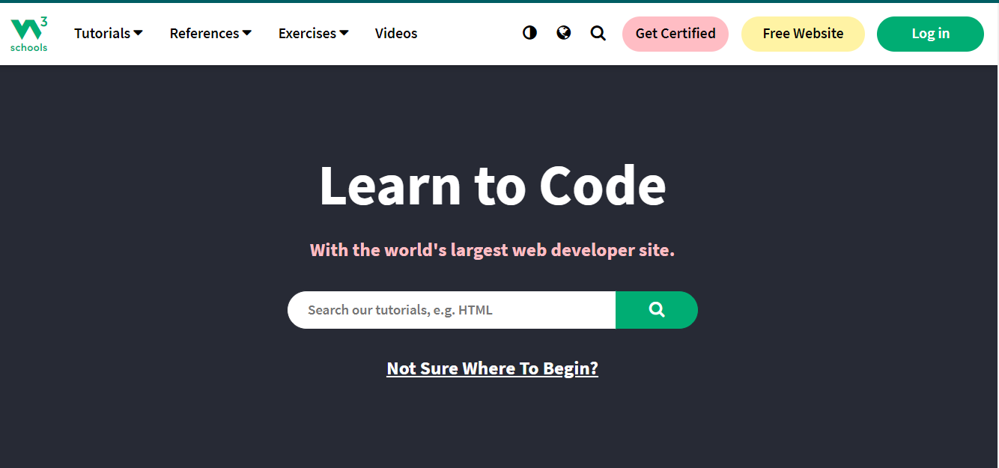 3
schools
Tutorials References Exercises Videos Get Certified Free Website Log in
Learn to Code
With the world's largest web developer site.
Search our tutorials, e.g. HTML
Not Sure Where To Begin?